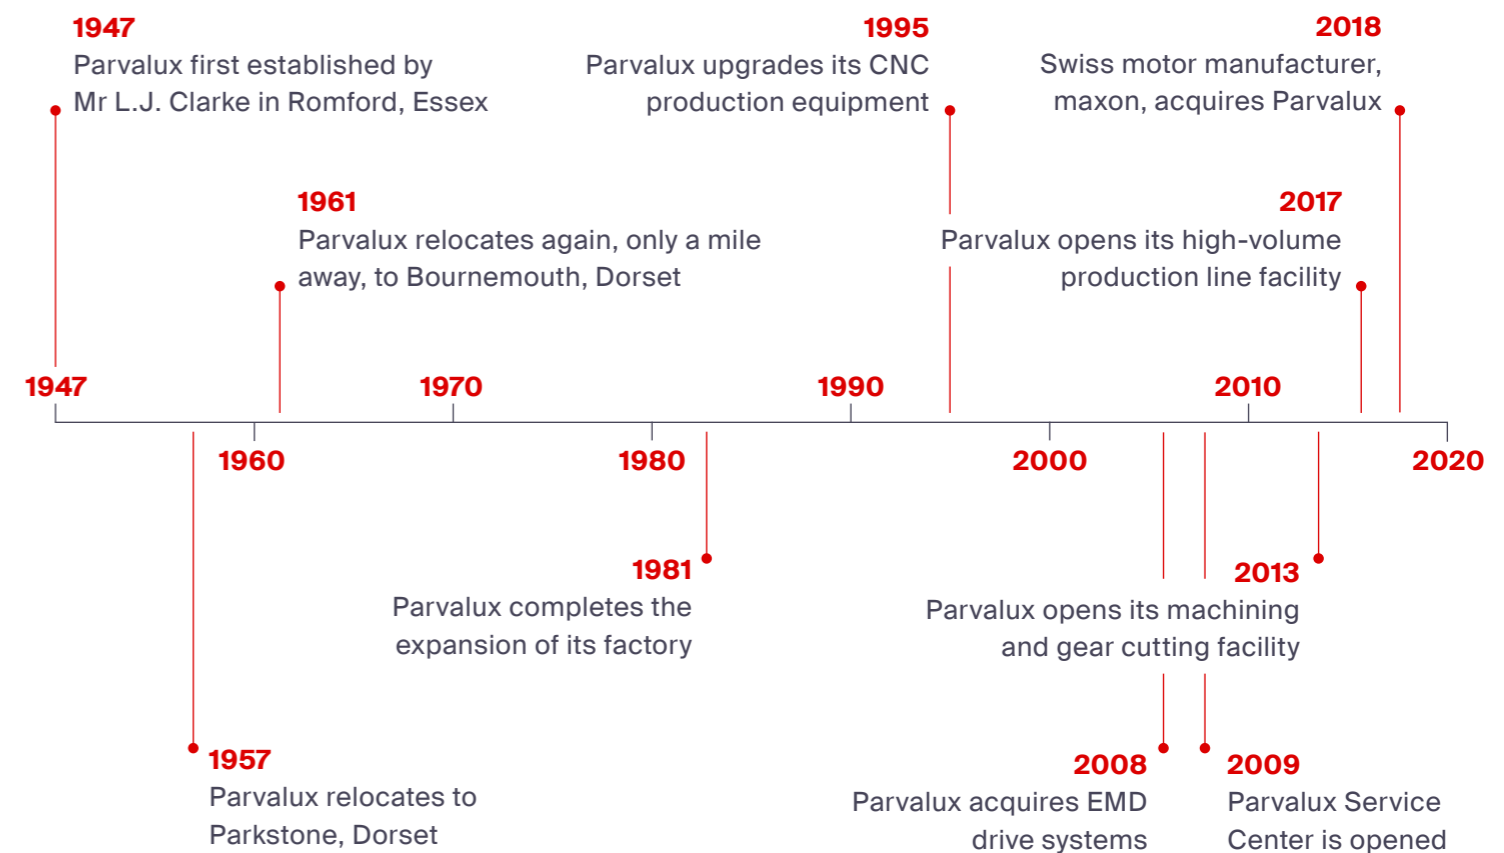 1947
Parvalux first established by
Mr L.J. Clarke in Romford, Essex
1995
Parvalux upgrades its CNC
production equipment
2018
Swiss motor manufacturer,
maxon, acquires Parvalux
1961
Parvalux relocates again, only a mile
away, to Bournemouth, Dorset
2017
Parvalux opens its high-volume
production line facility
1947
1970
1990
2010
1960
1980
2000
2020
1981
Parvalux completes the
expansion of its factory
2013
Parvalux opens its machining
and gear cutting facility
1957
Parvalux relocates to
Parkstone, Dorset
2008
Parvalux acquires EMD
drive systems
2009
Parvalux Service
Center is opened